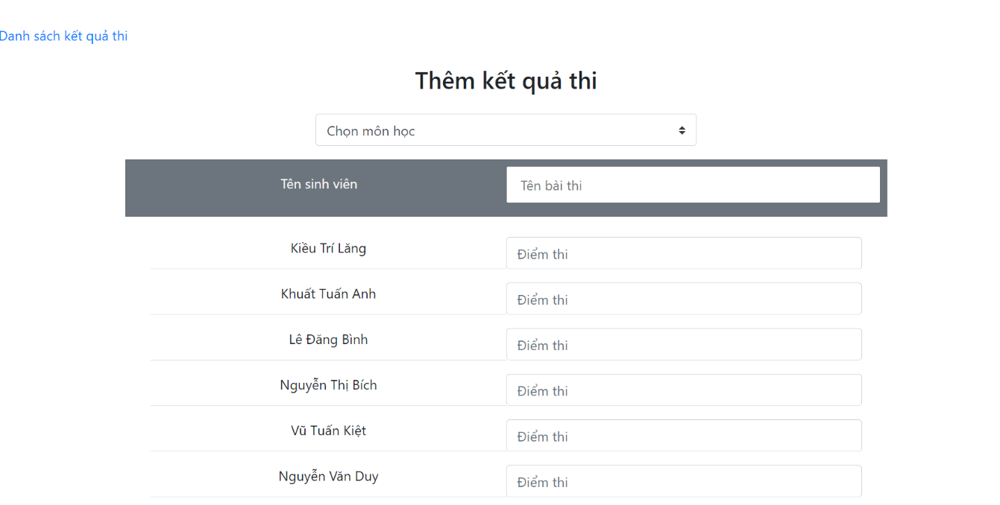 Danh sách kết quả thi
Thêm kết quả thi
Chọn môn học
Tên sinh viên
Tên bài thi
Kiều Trí Lăng
Điểm thi
Khuất Tuấn Anh
Điểm thi
Lê Đăng Bình
Điểm thi
Nguyễn Thị Bích
Điểm thi
Vũ Tuấn Kiệt
Điểm thi
Nguyễn Văn Duy
Điểm thi